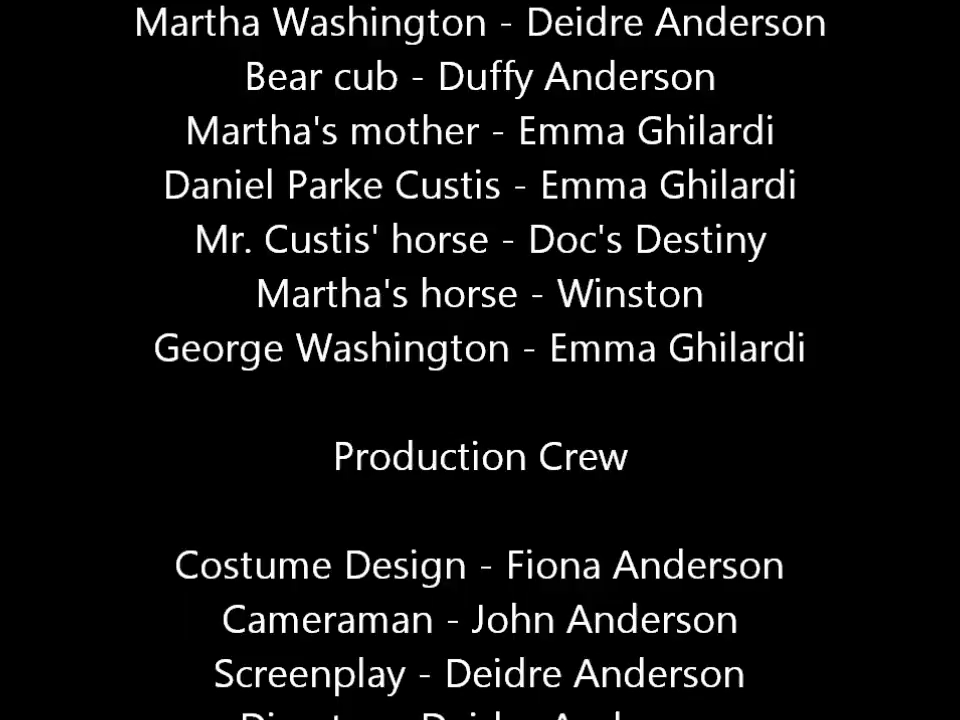 Martha Washington - Deidre Anderson
Bear cub - Duffy Anderson
Martha's mother - Emma Ghilardi
Daniel Parke Custis - Emma Ghilardi
Mr. Custis' horse - Doc's Destiny
Martha's horse - Winston
George Washington - Emma Ghilardi
Production Crew
Costume Design - Fiona Anderson
Cameraman - John Anderson
Screenplay - Deidre Anderson